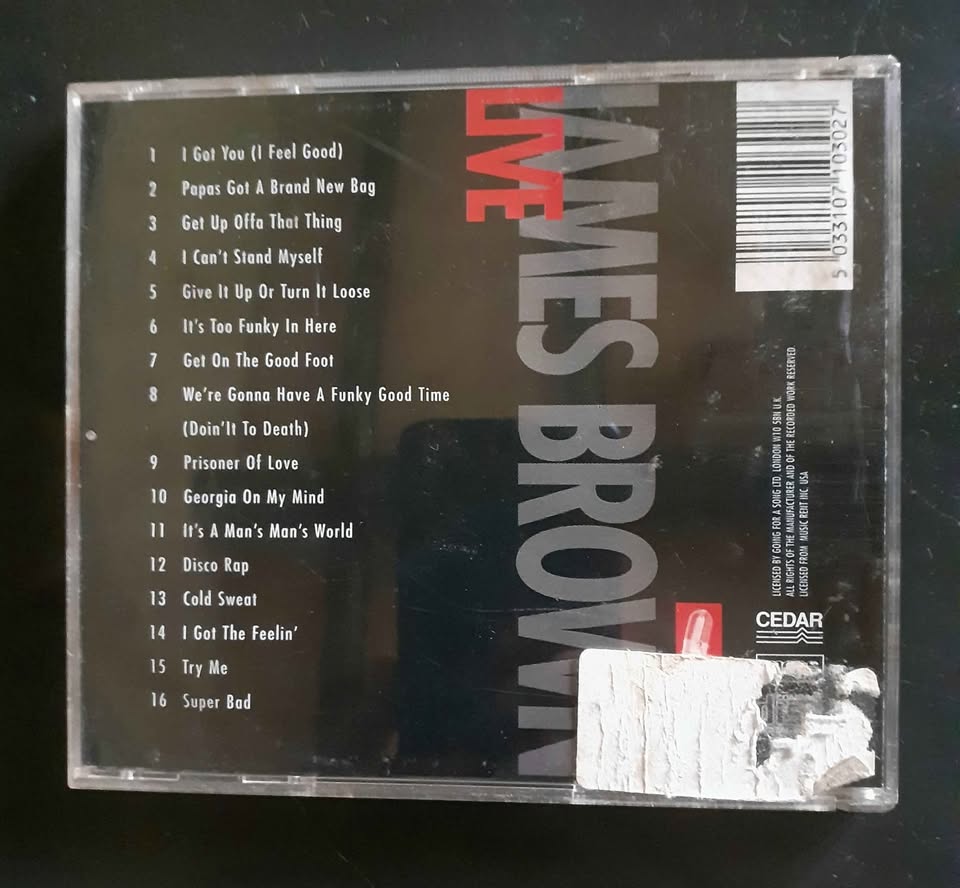 1 I Got You (I Feel Good)
2 Papas Got A Brand New Bag
3 Get Up Offa That Thing
4 I Can't Stand Myself
5 Give It Up Or Turn It Loose
6 It's Too Funky In Here
7 Get On The Good Foot
8 We're Gonna Have A Funky Good Time
(Doin'It To Death)
9 Prisoner Of Love
10 Georgia On My Mind
11 It's A Man's Man's World
12 Disco Rap
13 Cold Sweat
14 I Got The Feelin'
15 Try Me
16 Super Bad
LIVE
JAMES BROWN
5 033107 103027
LICENSED BY GOING FOR A SONG LTD. LONDON W10 5BN U.K.
ALL RIGHTS OF THE MANUFACTURER AND OF THE RECORDED WORK RESERVED
LICENSED FROM MUSIC RENT INC. USA
CEDAR